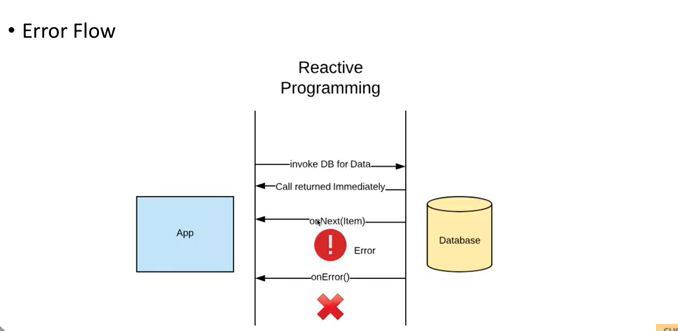 • Error Flow
Reactive
Programming
invoke DB for Data
Call returned Immediately
onNext(Item)
App
Database
Error
onError()